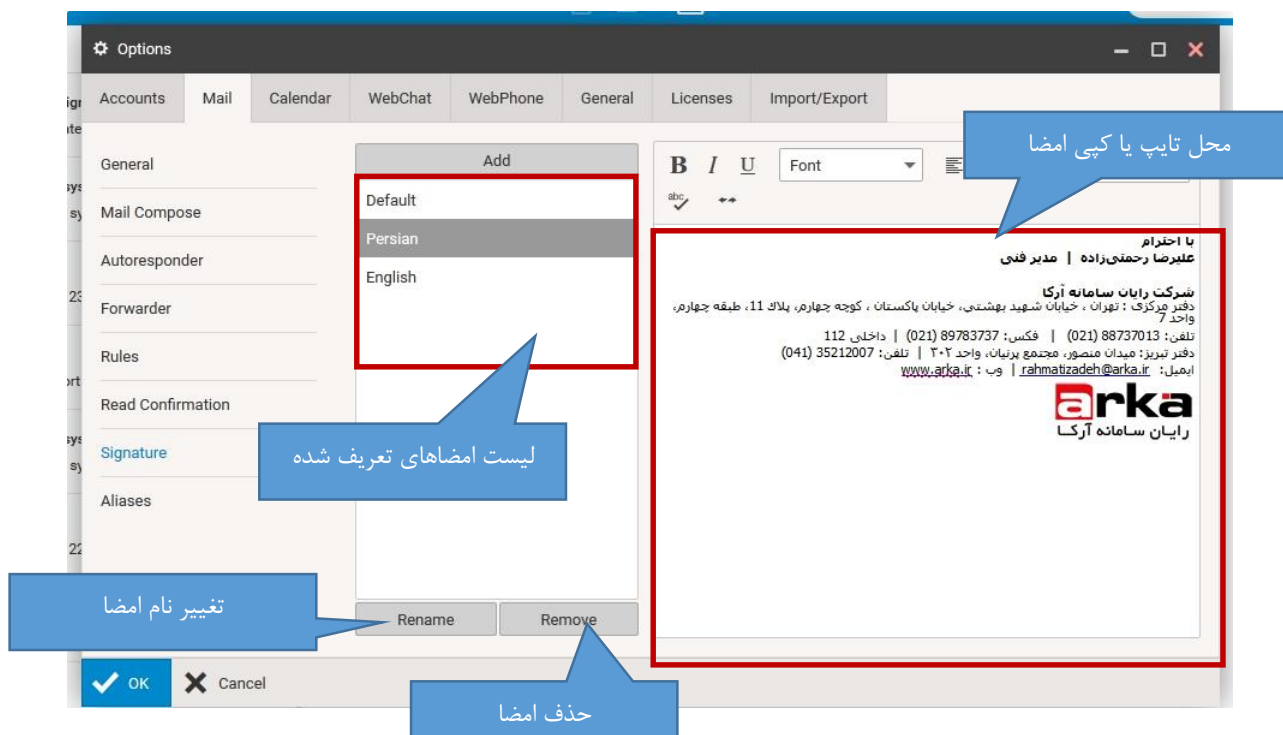 Options
Accounts Mail Calendar WebChat WebPhone General Licenses Import/Export
محل تایپ یا کپی امضا
General
Mail Compose
Autoresponder
Forwarder
Rules
Read Confirmation
Signature
Aliases
Add
Default
Persian
English
لیست امضاهای تعریف شده
Rename Remove
تغییر نام امضا
حذف امضا
B I U Font
abc
با احترام
علیرضا رحمتی‌زاده | مدیر فنی
شرکت رایان سامانه آرکا
دفتر مرکزی : تهران ، خیابان شهید بهشتی، خیابان پاکستان ، کوچه چهارم، پلاك 11، طبقه چهارم،
واحد 7
تلفن: 88737013 (021) | فکس: 89783737 (021) | داخلی 112
دفتر تبریز: میدان منصور، مجتمع پرنیان، واحد ۳۰۲ | تلفن: 35212007 (041)
ایمیل: rahmatizadeh@arka.ir | وب : www.arka.ir
arka
رایـان سـامانه آرکــا
OK Cancel